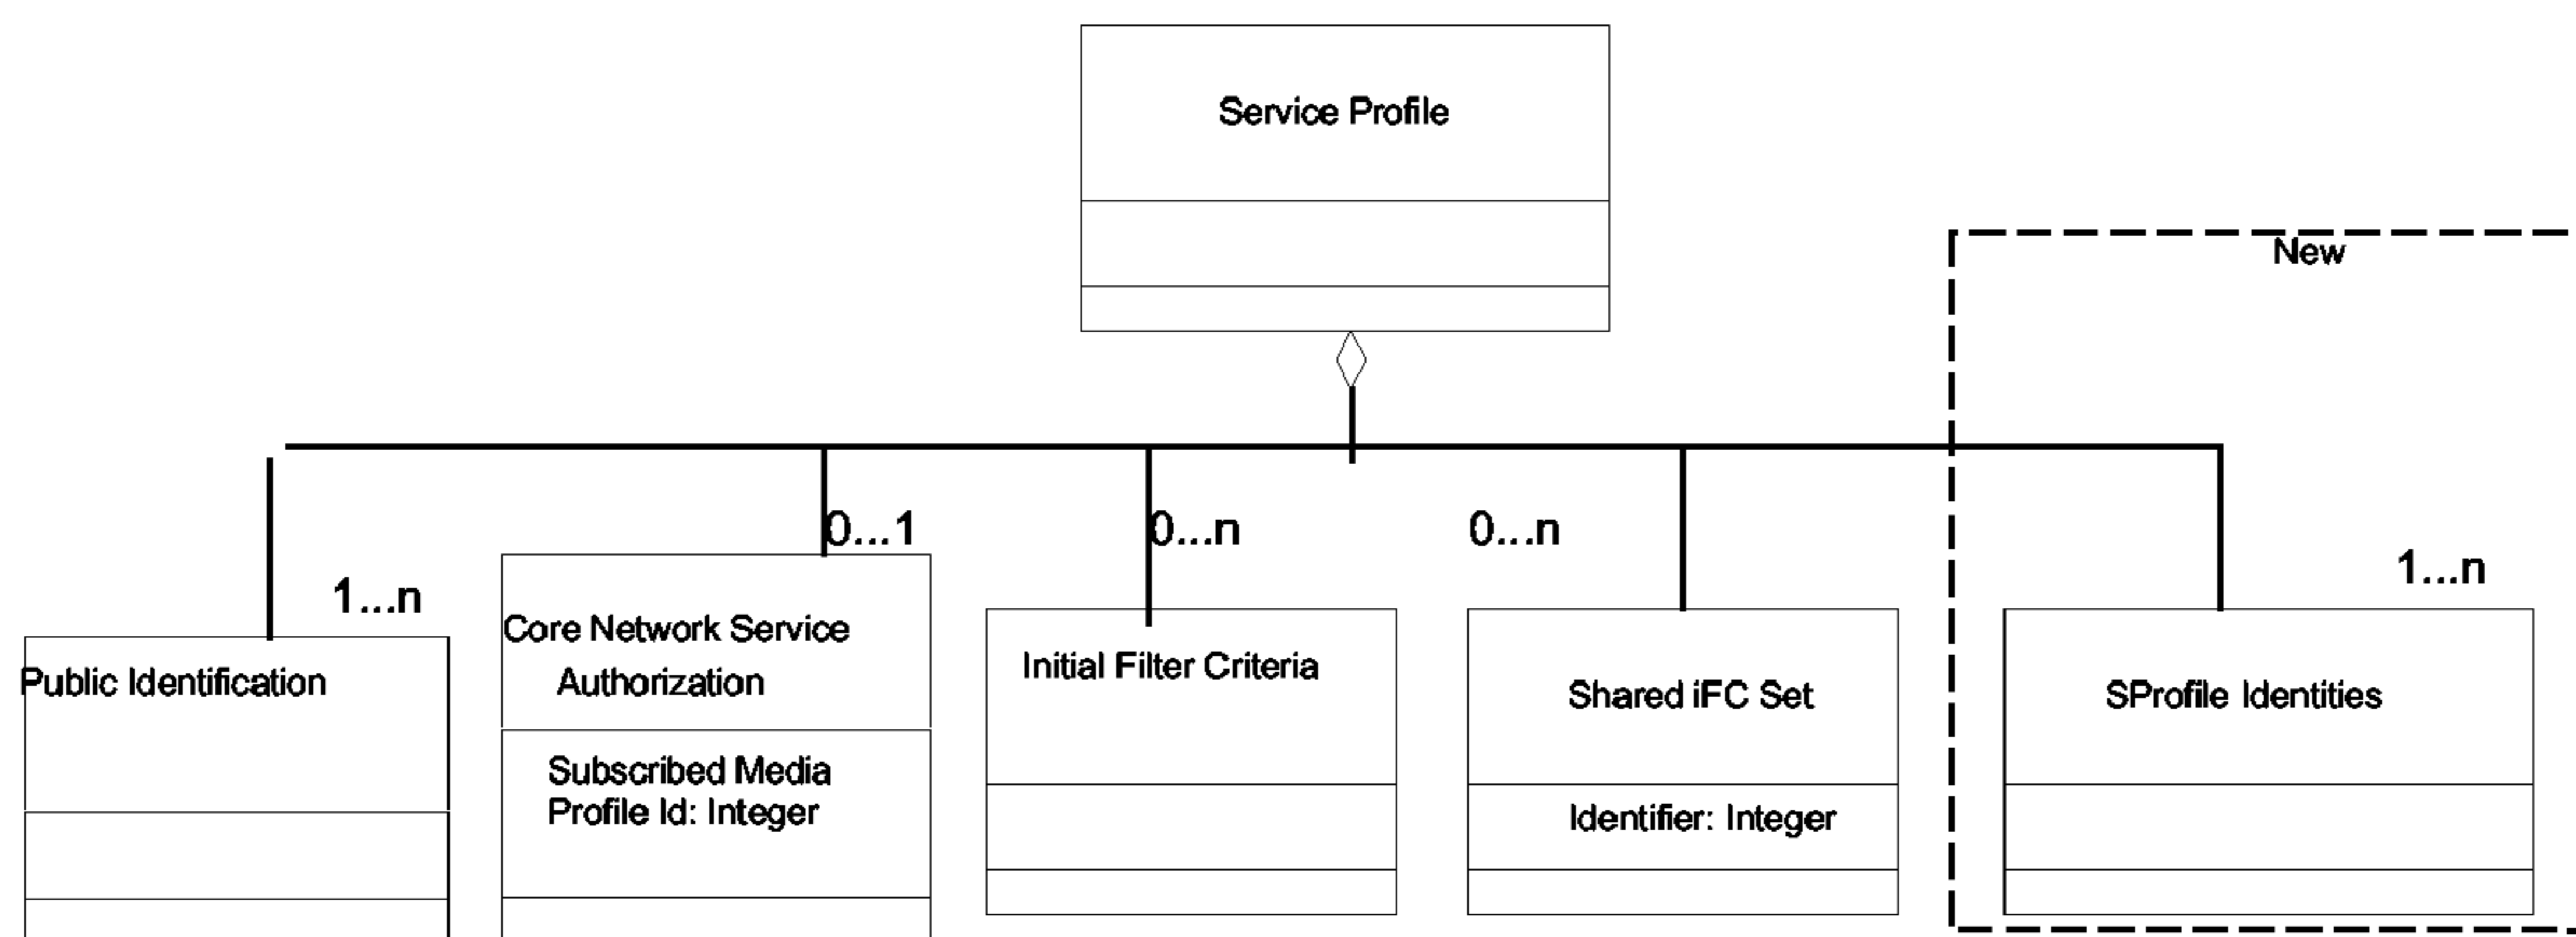 Service Profile
New
0...1
0...n
0...n
1...n
1...n
Core Network Service
Authorization
Public Identification
Initial Filter Criteria
Shared iFC Set
SProfile Identities
Subscribed Media
Profile Id: Integer
Identifier: Integer